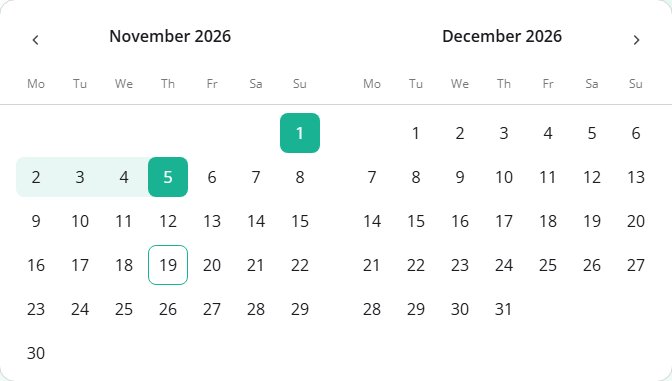 November 2026
Mo Tu We Th Fr Sa Su
1
2 3 4 5 6 7 8
9 10 11 12 13 14 15
16 17 18 19 20 21 22
23 24 25 26 27 28 29
30
December 2026
Mo Tu We Th Fr Sa Su
1 2 3 4 5 6
7 8 9 10 11 12 13
14 15 16 17 18 19 20
21 22 23 24 25 26 27
28 29 30 31